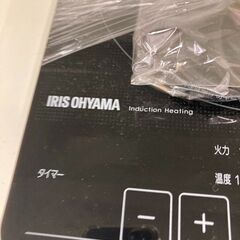 IRIS OHYAMA Induction Heating
火力
タイマー
温度 1
− +